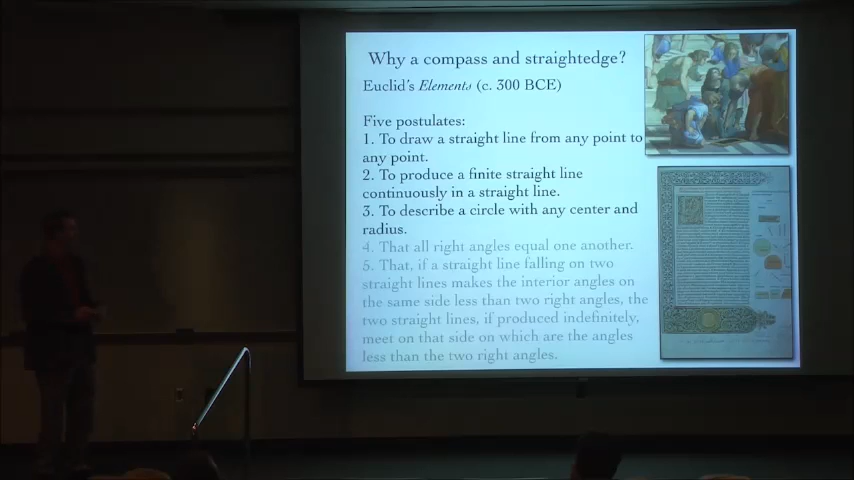 Why a compass and straightedge?
Euclid's Elements (c. 300 BCE)
Five postulates:
1. To draw a straight line from any point to
any point.
2. To produce a finite straight line
continuously in a straight line.
3. To describe a circle with any center and
radius.
4. That all right angles equal one another.
5. That, if a straight line falling on two
straight lines makes the interior angles on
the same side less than two right angles, the
two straight lines, if produced indefinitely,
meet on that side on which are the angles
less than the two right angles.